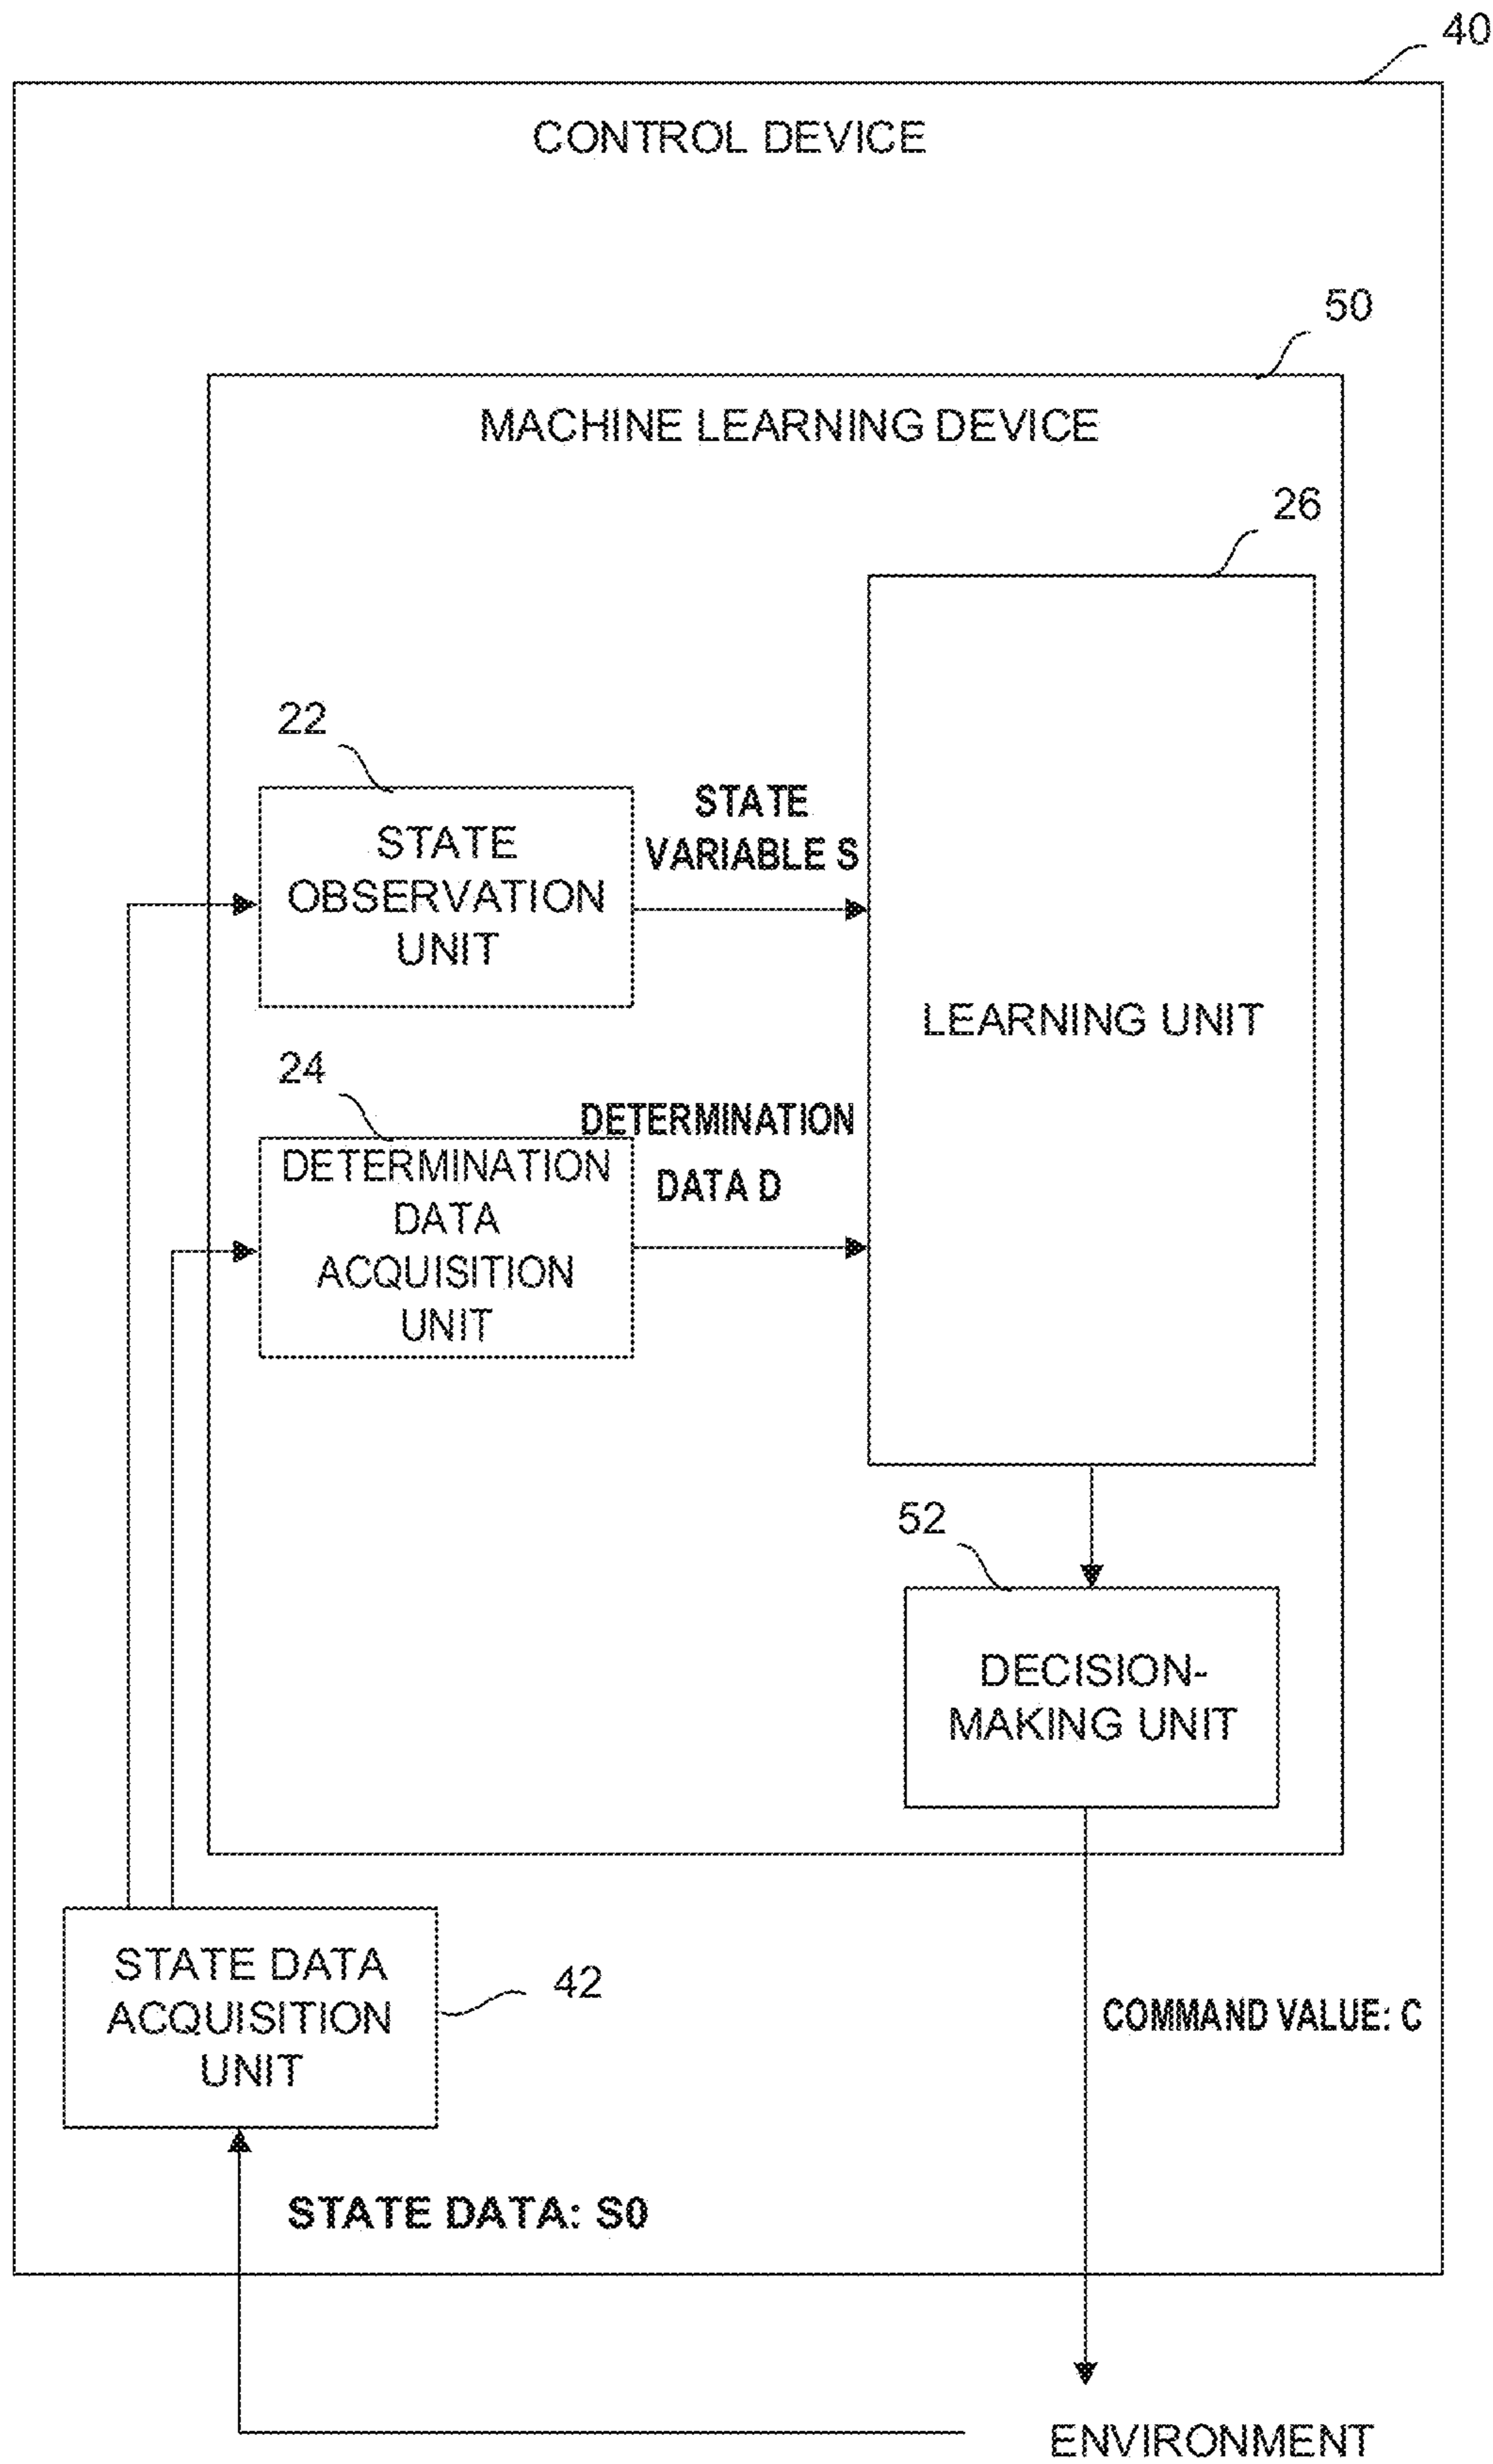 40
CONTROL DEVICE
50
MACHINE LEARNING DEVICE
26
22
STATE
OBSERVATION
UNIT
STATE
VARIABLE S
LEARNING UNIT
24
DETERMINATION
DATA
ACQUISITION
UNIT
DETERMINATION
DATA D
52
DECISION-
MAKING UNIT
STATE DATA
ACQUISITION
UNIT
42
COMMAND VALUE: C
STATE DATA: S0
ENVIRONMENT